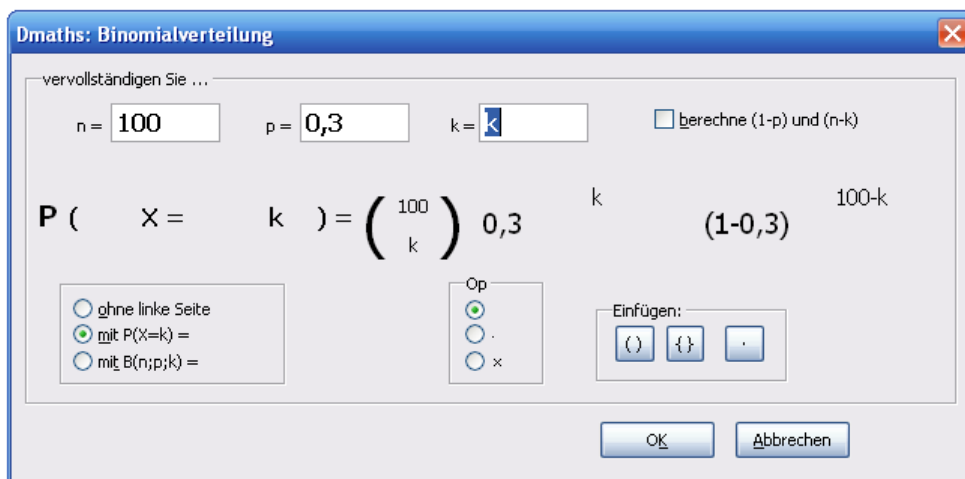 Dmaths: Binomialverteilung
vervollständigen Sie ...
n = 100 p = 0,3 k = k berechne (1-p) und (n-k)
P ( X = k ) = ( 100 k ) 0,3 k (1-0,3) 100-k
ohne linke Seite
mit P(X=k) =
mit B(n;p;k) =
Op
·
×
Einfügen:
( ) { } ·
OK Abbrechen